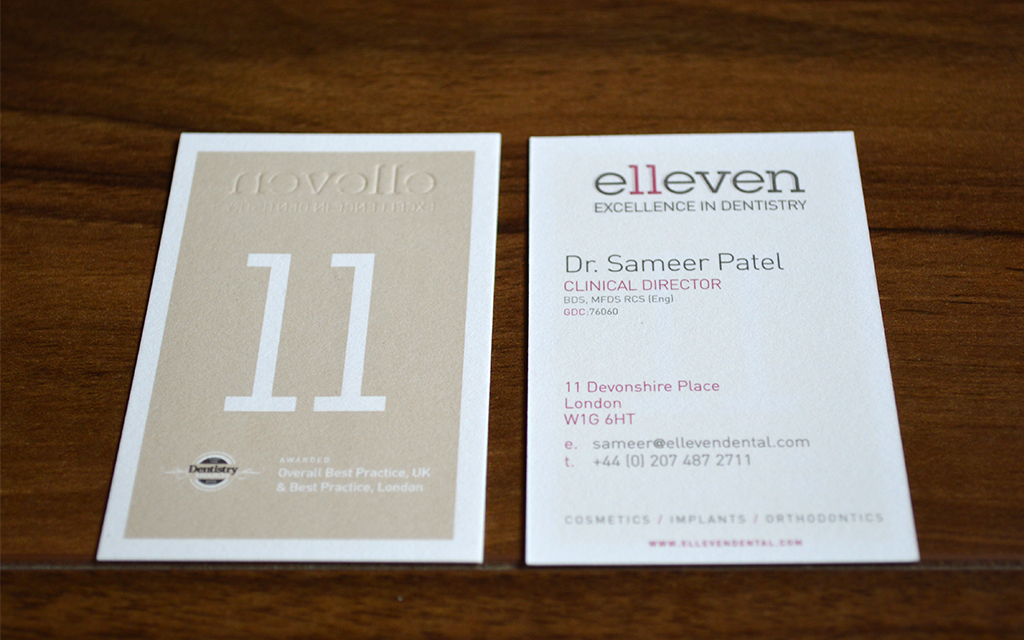 11
Dentistry
AWARDED
Overall Best Practice, UK
& Best Practice, London
elleven
EXCELLENCE IN DENTISTRY
Dr. Sameer Patel
CLINICAL DIRECTOR
BDS, MFDS RCS (Eng)
GDC:76060
11 Devonshire Place
London
W1G 6HT
e. sameer@ellevendental.com
t. +44 (0) 207 487 2711
COSMETICS / IMPLANTS / ORTHODONTICS
WWW.ELLEVENDENTAL.COM